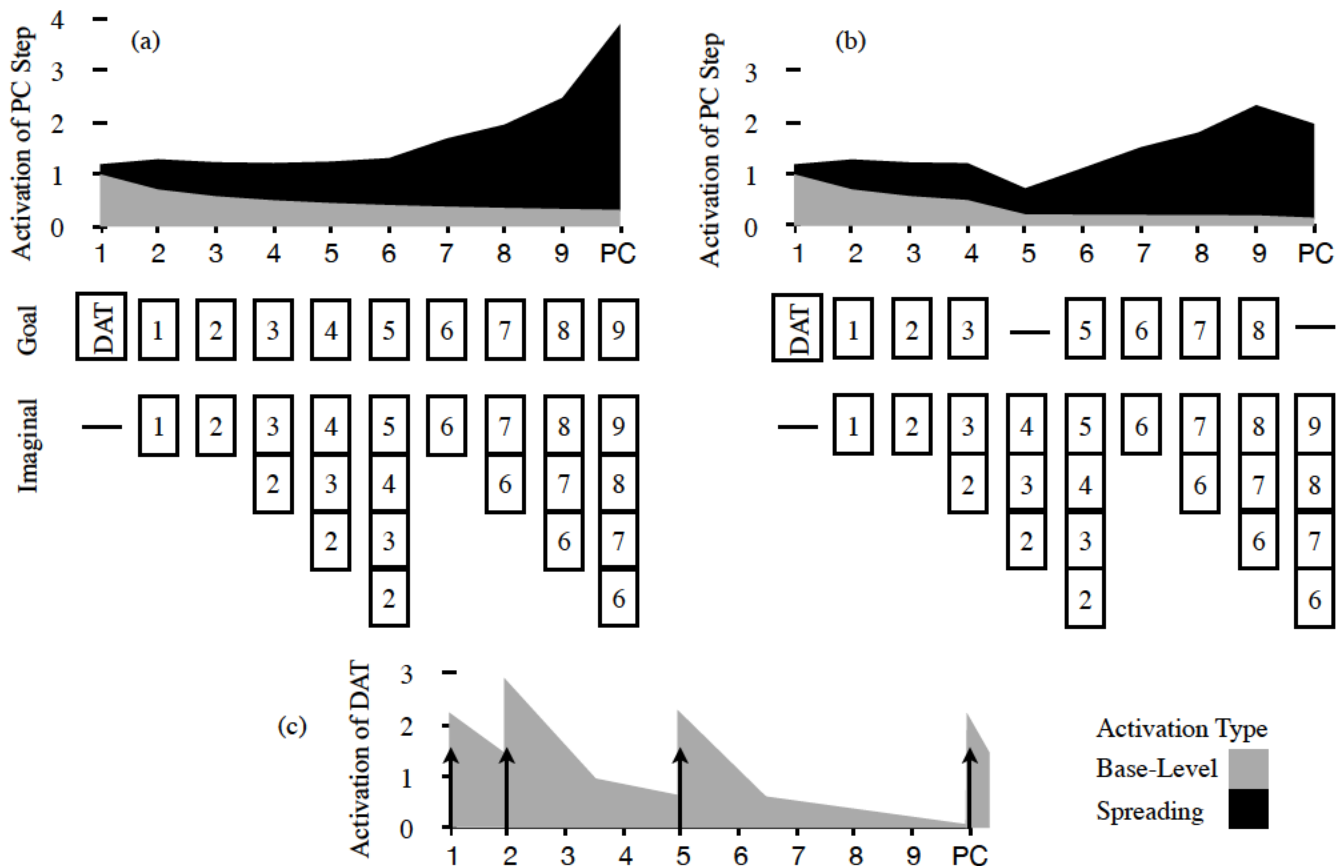 (a)
Activation of PC Step
4
3
2
1
0
1 2 3 4 5 6 7 8 9 PC
(b)
Activation of PC Step
3
2
1
0
1 2 3 4 5 6 7 8 9 PC
Goal
DAT 1 2 3 4 5 6 7 8 9
DAT 1 2 3 — 5 6 7 8 —
Imaginal
— 1 2 3 4 5 6 7 8 9
2 3 4 6 7 8
2 3 6 7
2 6
— 1 2 3 4 5 6 7 8 9
2 3 4 6 7 8
2 3 6 7
2 6
(c)
Activation of DAT
3
2
1
0
1 2 3 4 5 6 7 8 9 PC
Activation Type
Base-Level
Spreading